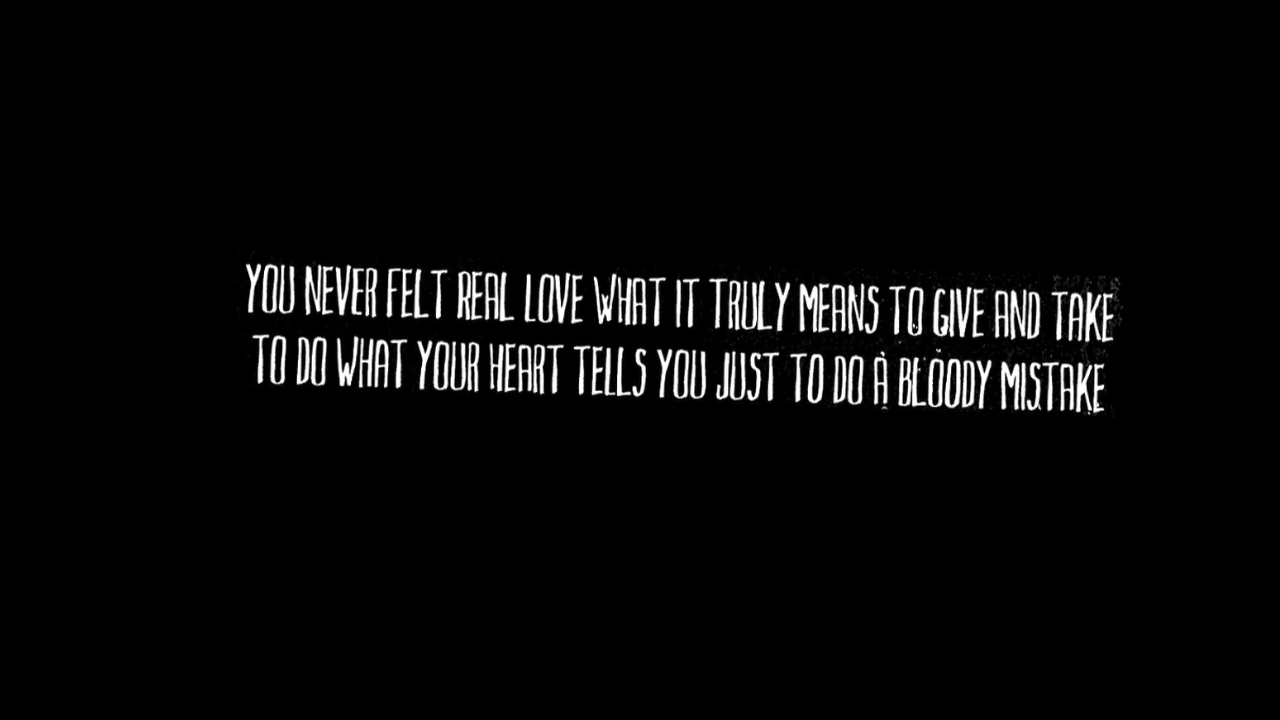 YOU NEVER FELT REAL LOVE WHAT IT TRULY MEANS TO GIVE AND TAKE
TO DO WHAT YOUR HEART TELLS YOU JUST TO DO A BLOODY MISTAKE